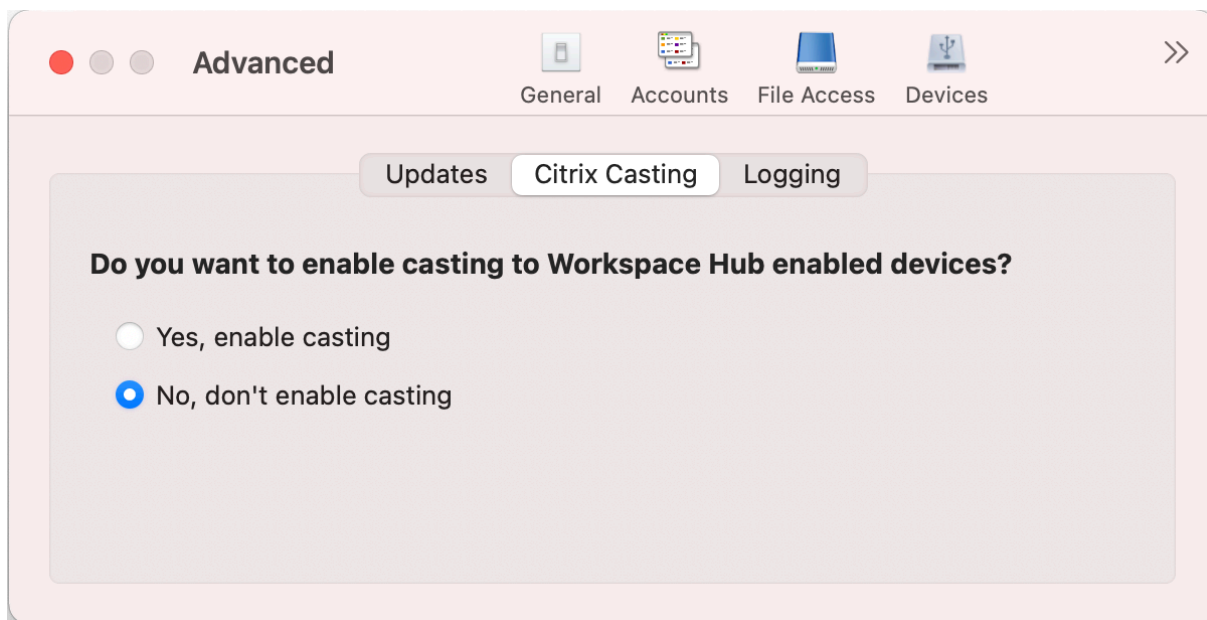 Advanced
General Accounts File Access Devices
Updates Citrix Casting Logging
Do you want to enable casting to Workspace Hub enabled devices?
Yes, enable casting
No, don't enable casting